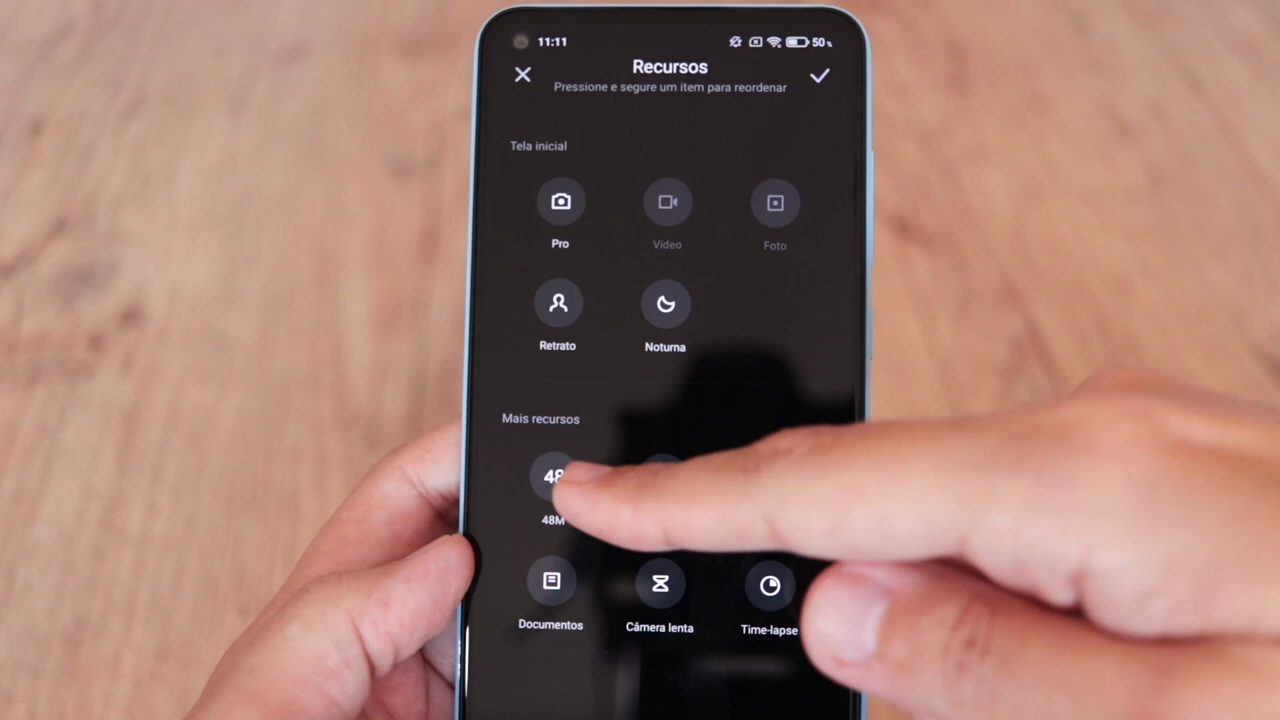 11:11
50%
Recursos
Pressione e segure um item para reordenar
Tela inicial
Pro
Vídeo
Foto
Retrato
Noturna
Mais recursos
48
48M
Documentos
Câmera lenta
Time-lapse